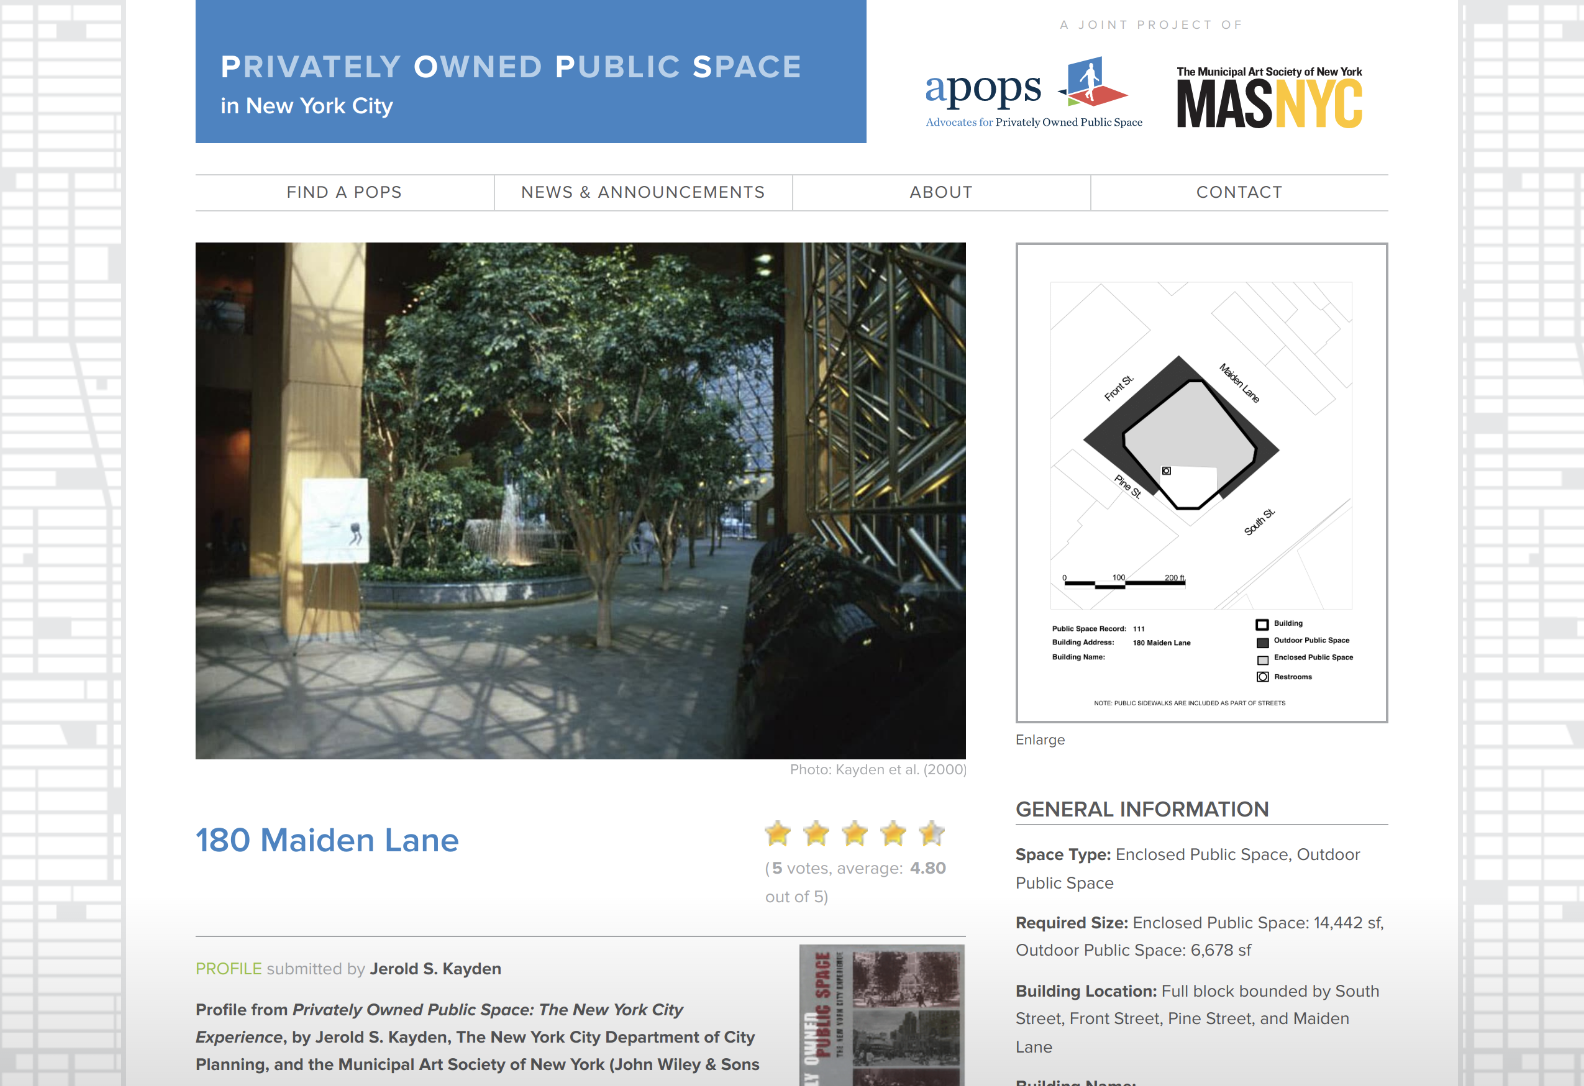 PRIVATELY OWNED PUBLIC SPACE
in New York City
A JOINT PROJECT OF
apops
Advocates for Privately Owned Public Space
The Municipal Art Society of New York
MASNYC
FIND A POPS
NEWS & ANNOUNCEMENTS
ABOUT
CONTACT
Photo: Kayden et al. (2000)
180 Maiden Lane
(5 votes, average: 4.80
out of 5)
PROFILE submitted by Jerold S. Kayden
Profile from Privately Owned Public Space: The New York City
Experience, by Jerold S. Kayden, The New York City Department of City
Planning, and the Municipal Art Society of New York (John Wiley & Sons
LY OWNED
PUBLIC SPACE
THE NEW YORK CITY EXPERIENCE
Front St.
Maiden Lane
Pine St.
South St.
0 100 200 ft.
Public Space Record: 111
Building Address: 180 Maiden Lane
Building Name:
Building
Outdoor Public Space
Enclosed Public Space
Restrooms
NOTE: PUBLIC SIDEWALKS ARE INCLUDED AS PART OF STREETS
Enlarge
GENERAL INFORMATION
Space Type: Enclosed Public Space, Outdoor
Public Space
Required Size: Enclosed Public Space: 14,442 sf,
Outdoor Public Space: 6,678 sf
Building Location: Full block bounded by South
Street, Front Street, Pine Street, and Maiden
Lane
Building Name: